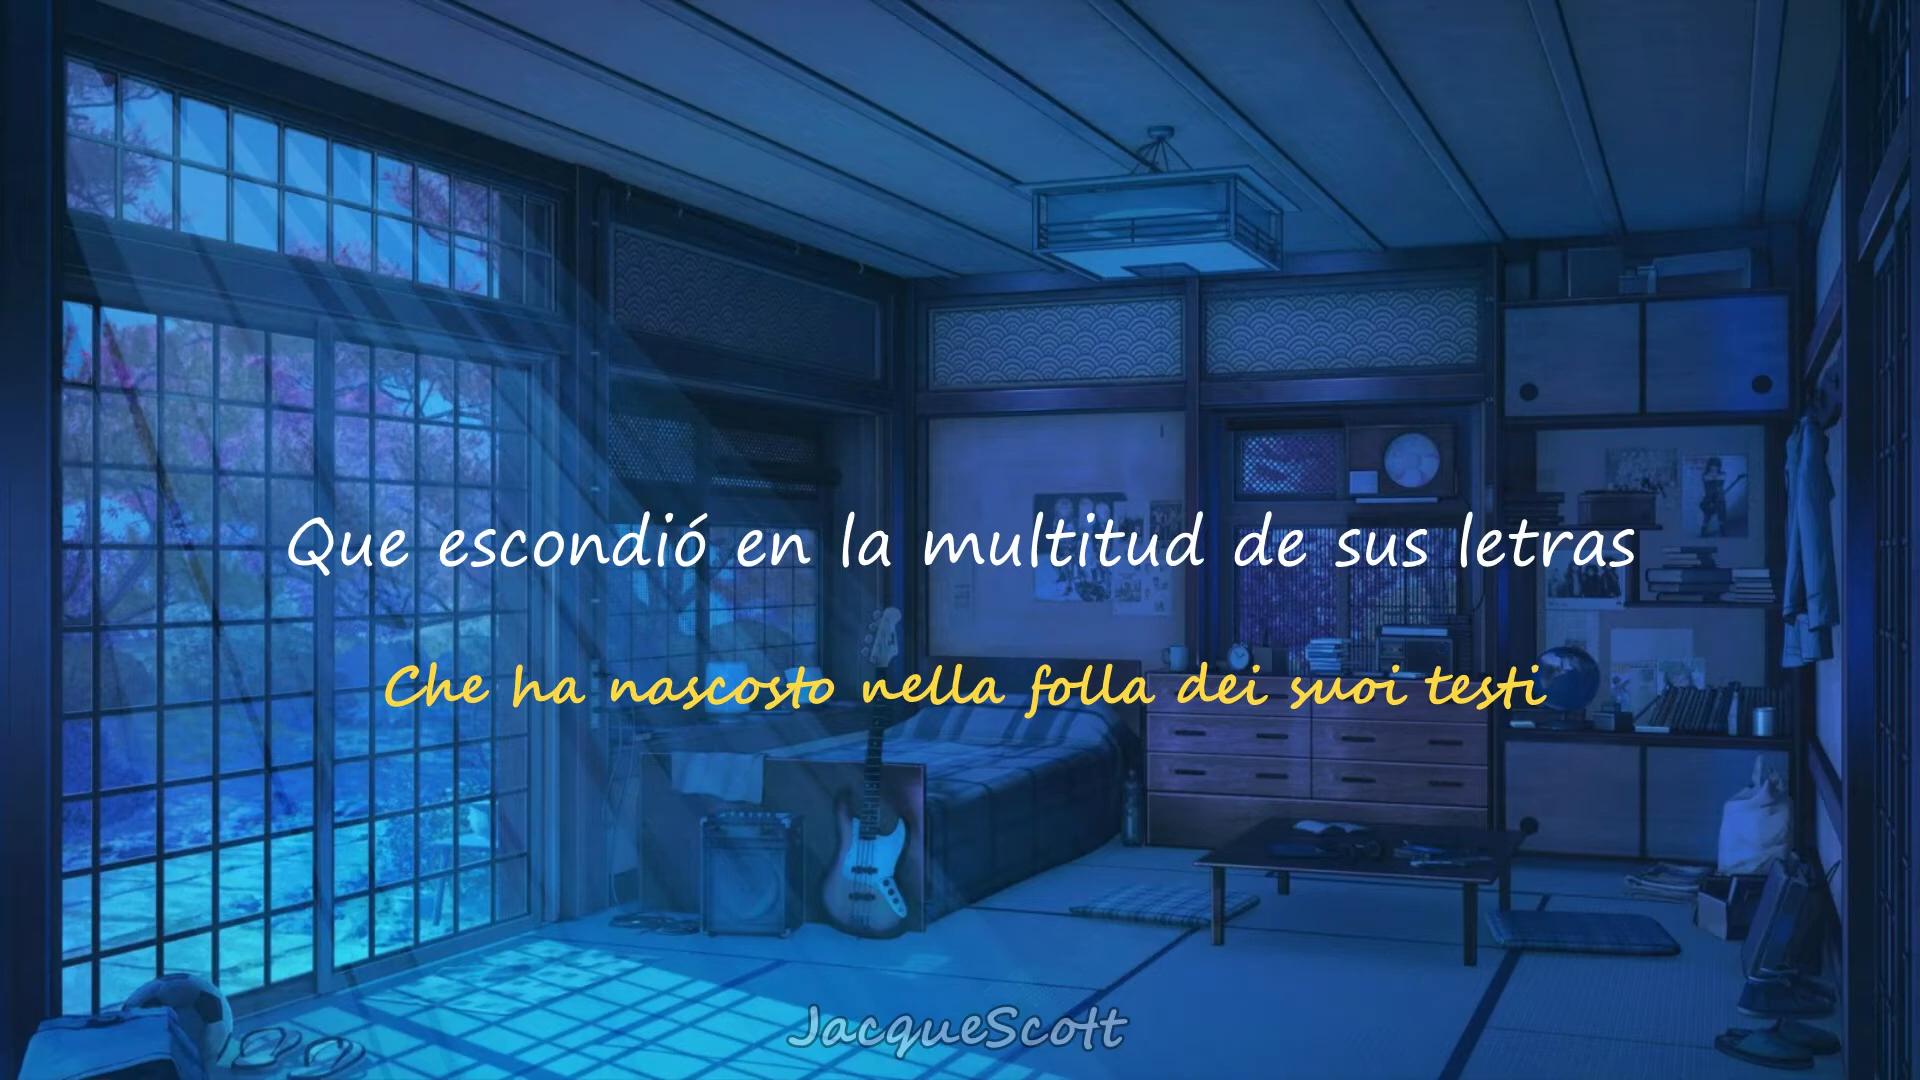 Que escondió en la multitud de sus letras
Che ha nascosto nella folla dei suoi testi
JacqueScott